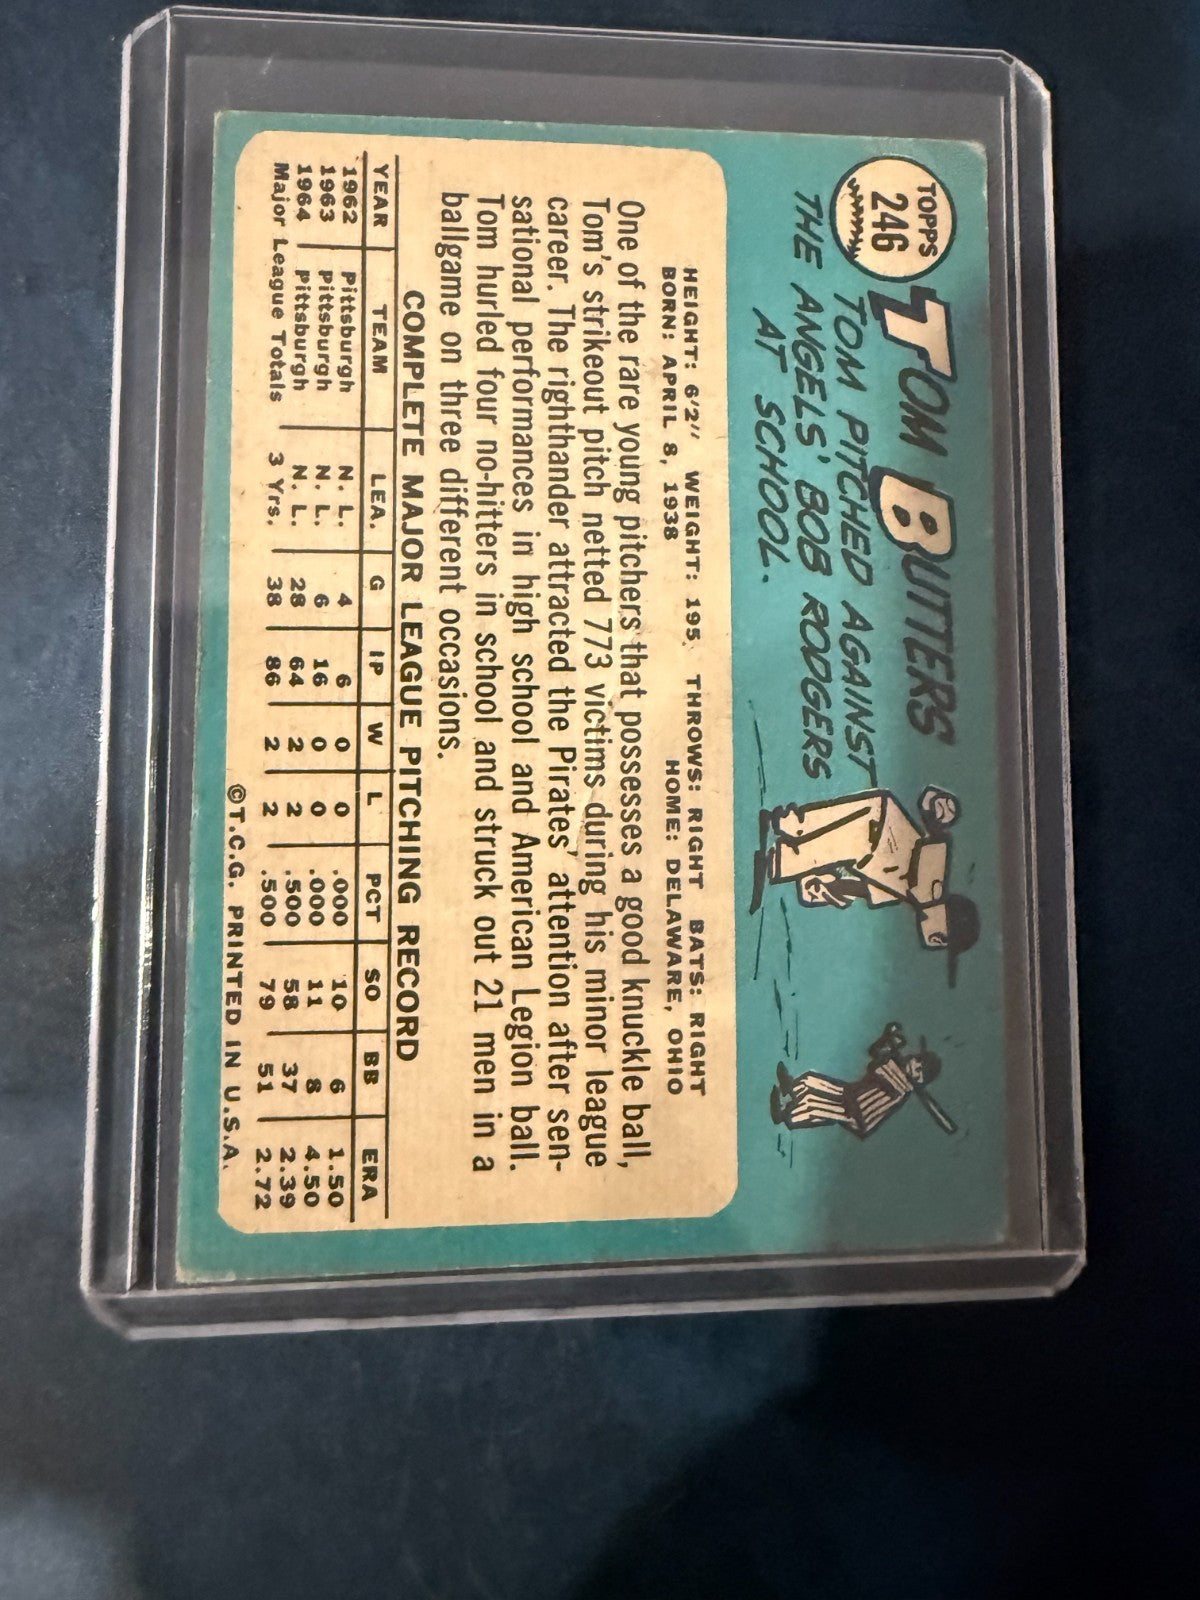 TOPPS
246
TOM BUTTERS
TOM PITCHED AGAINST
THE ANGELS' BOB RODGERS
AT SCHOOL.
HEIGHT: 6'2" WEIGHT: 195 THROWS: RIGHT BATS: RIGHT
BORN: APRIL 8, 1938 HOME: DELAWARE, OHIO
One of the rare young pitchers that possesses a good knuckle ball,
Tom's strikeout pitch netted 773 victims during his minor league
career. The righthander attracted the Pirates' attention after sen-
sational performances in high school and American Legion ball.
Tom hurled four no-hitters in school and struck out 21 men in a
ballgame on three different occasions.
COMPLETE MAJOR LEAGUE PITCHING RECORD
YEAR TEAM LEA. G IP W L PCT SO BB ERA
1962 Pittsburgh N. L. 4 6 0 0 .000 10 6 1.50
1963 Pittsburgh N. L. 6 16 0 0 .000 11 8 4.50
1964 Pittsburgh N. L. 28 64 2 2 .500 58 37 2.39
Major League Totals 3 Yrs. 38 86 2 2 .500 79 51 2.72
©T.C.G. PRINTED IN U.S.A.